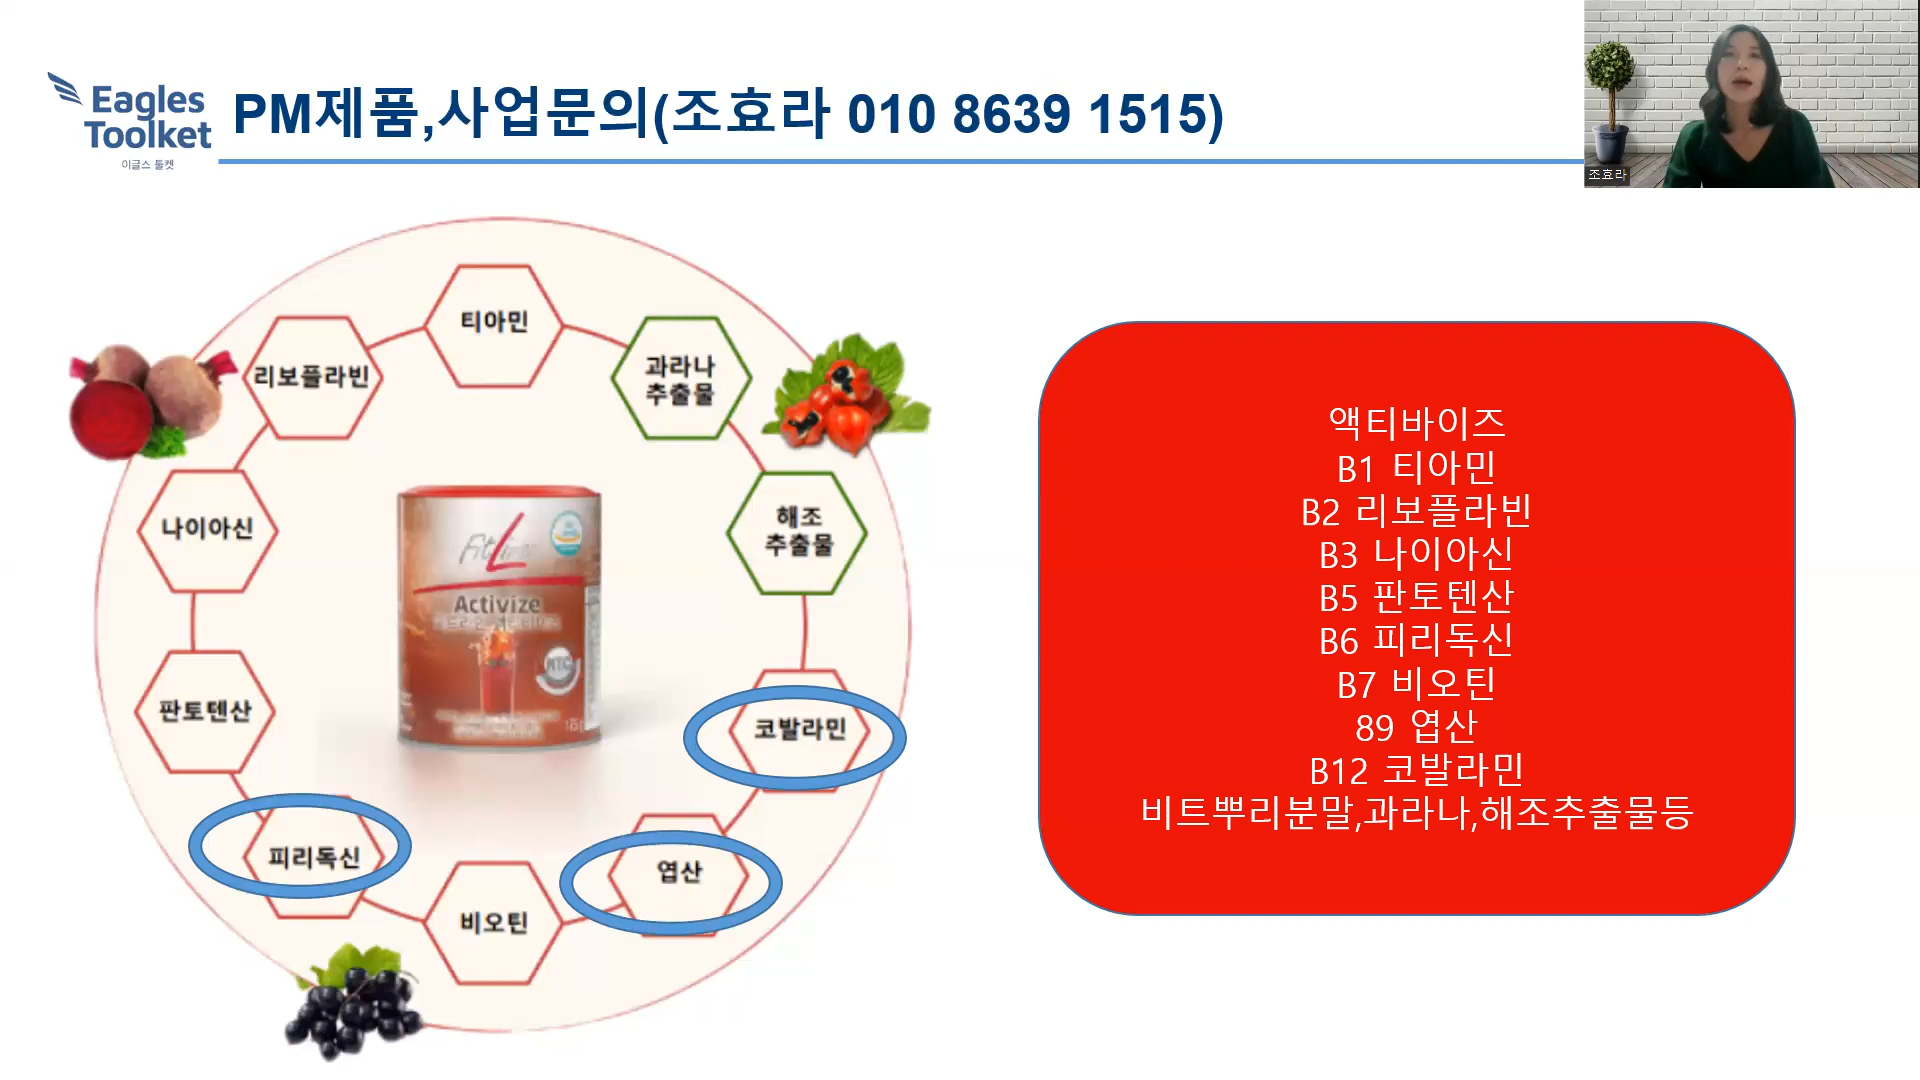 Eagles
Toolket
이글스 툴켓
PM제품,사업문의(조효라 010 8639 1515)
조효라
티아민
리보플라빈
과라나
추출물
나이아신
해조
추출물
판토텐산
코발라민
피리독신
엽산
비오틴
FitLine
Activize
NTC
액티바이즈
B1 티아민
B2 리보플라빈
B3 나이아신
B5 판토텐산
B6 피리독신
B7 비오틴
89 엽산
B12 코발라민
비트뿌리분말,과라나,해조추출물등